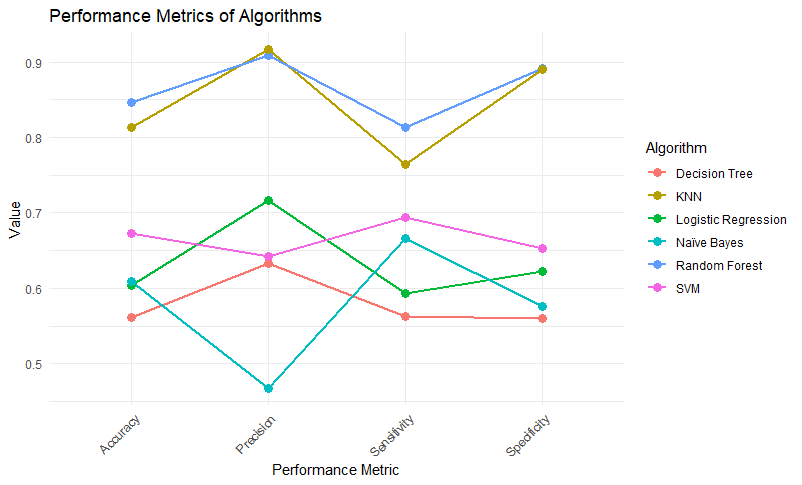 Performance Metrics of Algorithms
0.9
0.8
0.7
0.6
0.5
Value
Accuracy
Precision
Sensitivity
Specificity
Performance Metric
Algorithm
Decision Tree
KNN
Logistic Regression
Naïve Bayes
Random Forest
SVM